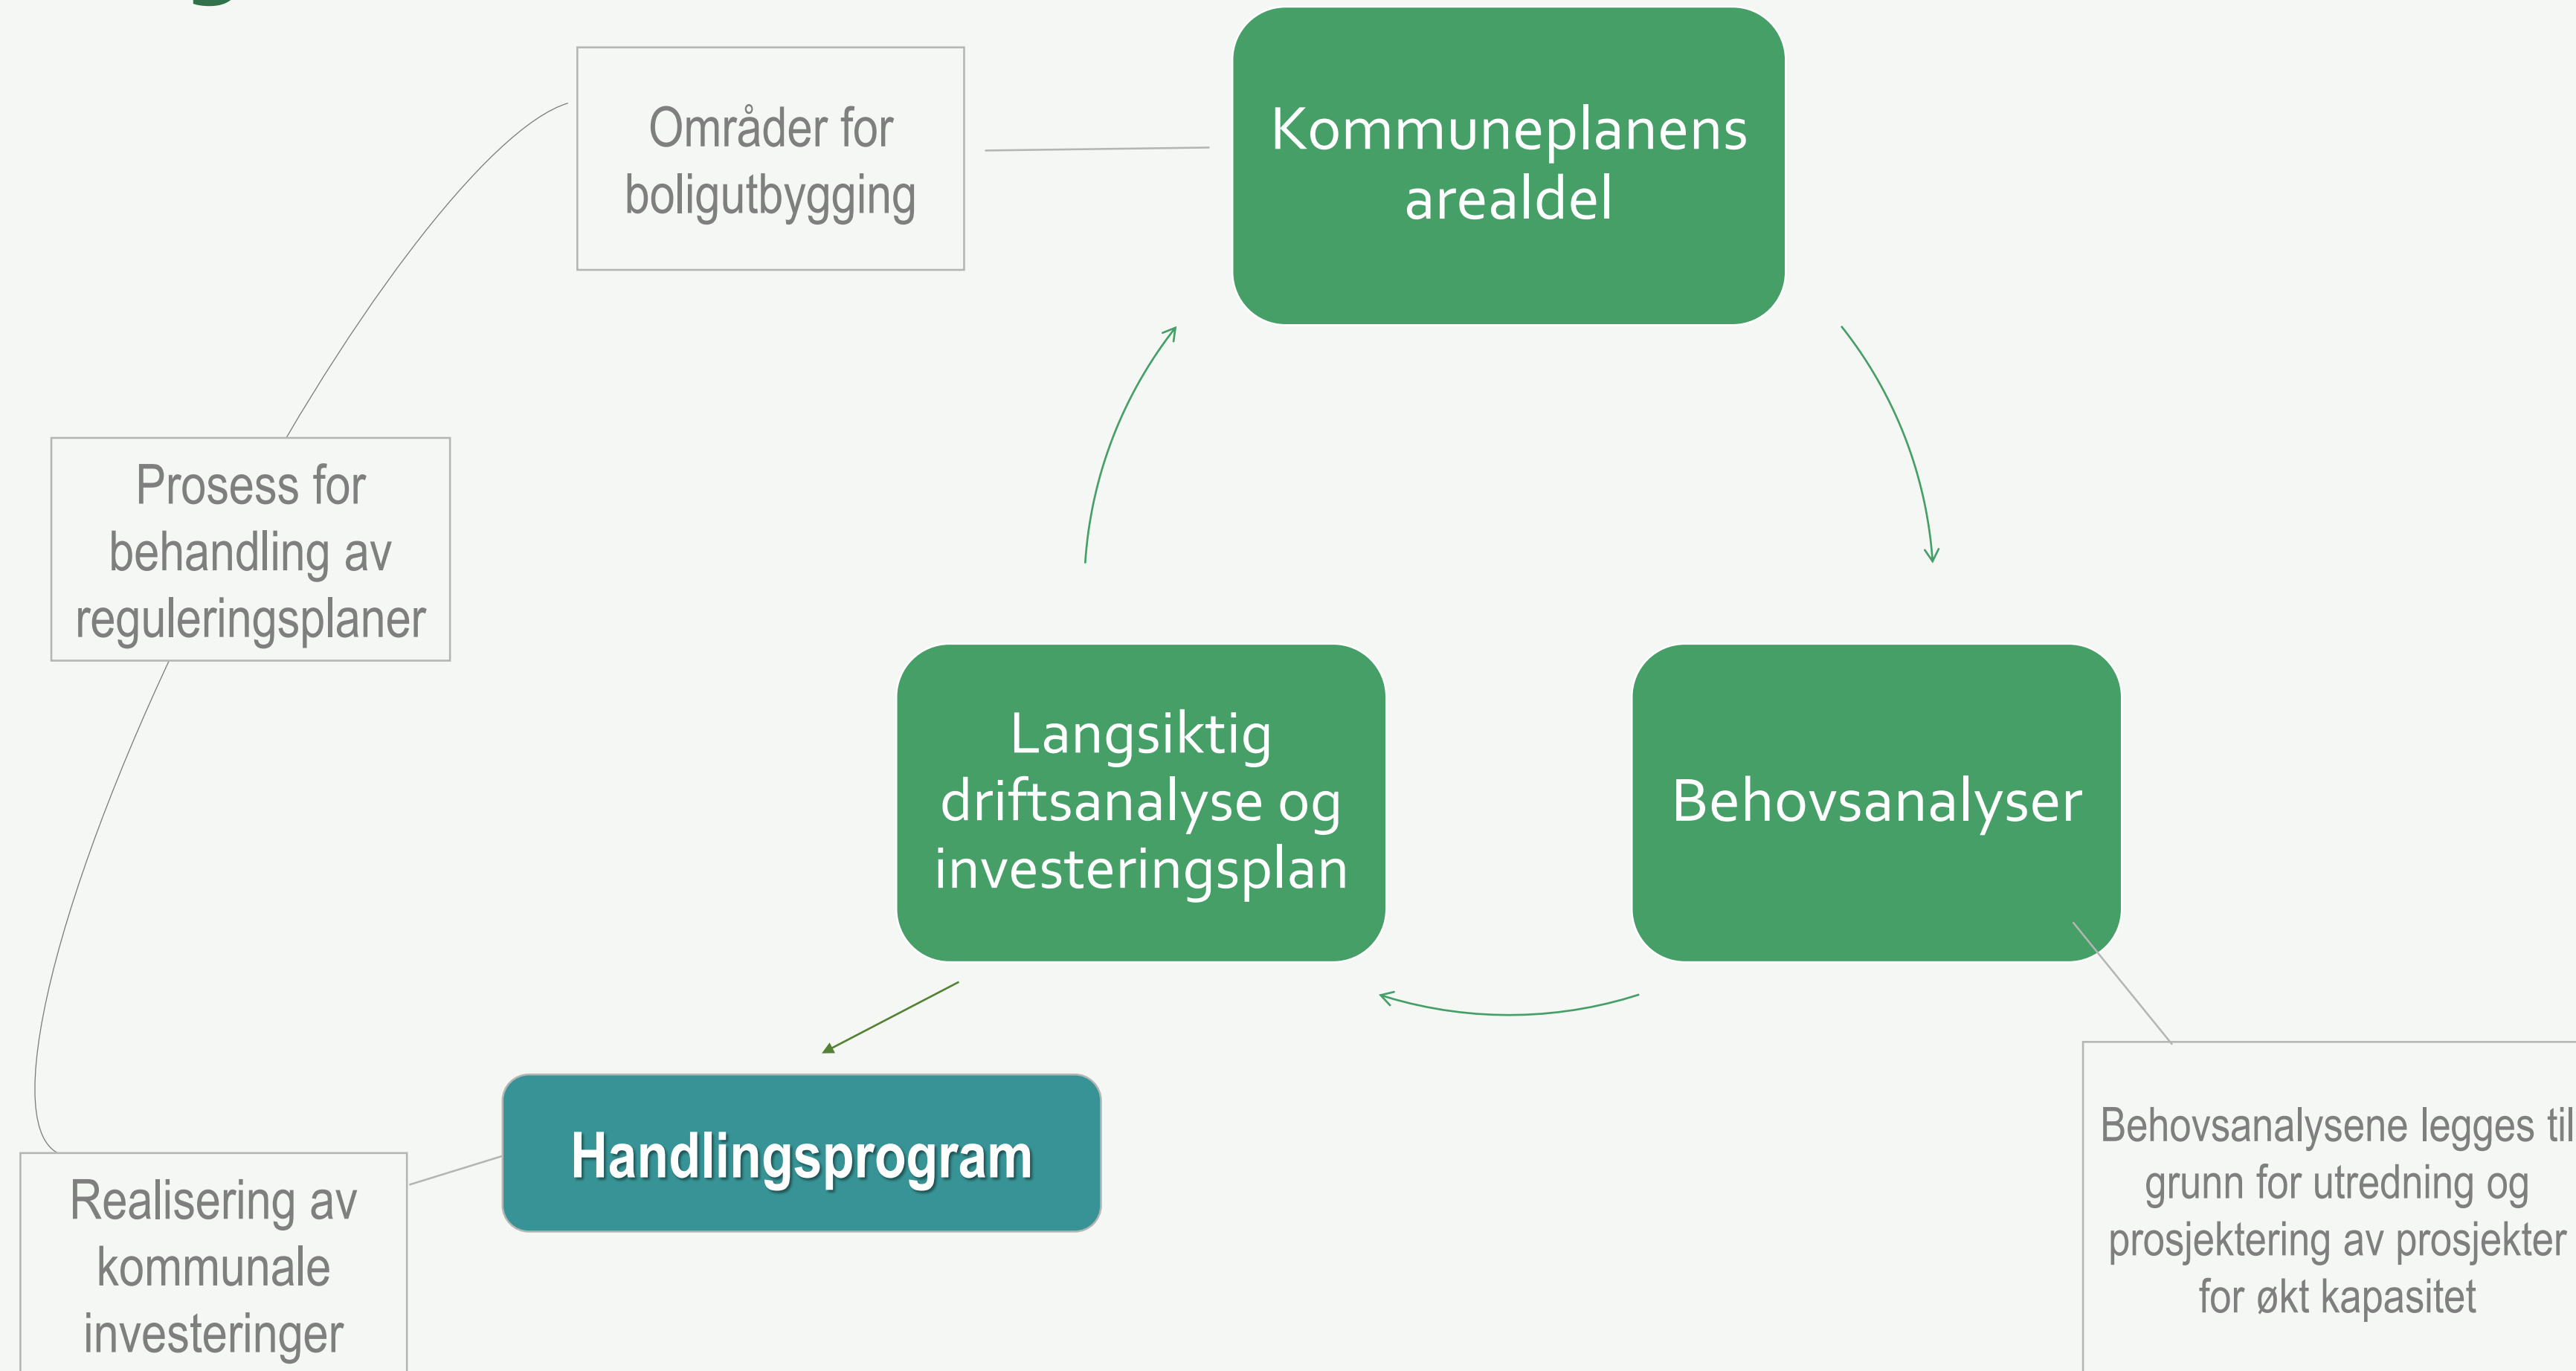 Områder for
boligutbygging
Kommuneplanens
arealdel
Prosess for
behandling av
reguleringsplaner
Langsiktig
driftsanalyse og
investeringsplan
Behovsanalyser
Handlingsprogram
Realisering av
kommunale
investeringer
Behovsanalysene legges til
grunn for utredning og
prosjektering av prosjekter
for økt kapasitet